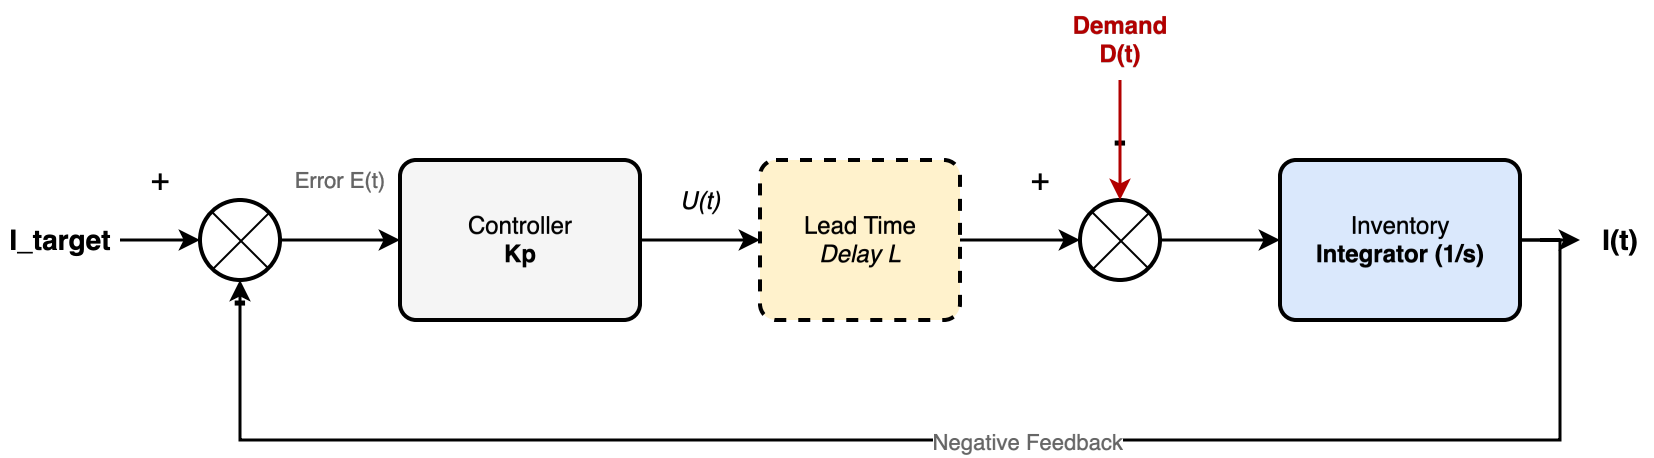 Demand
D(t)
-
+
Error E(t)
I_target
Controller
Kp
U(t)
Lead Time
Delay L
+
Inventory
Integrator (1/s)
I(t)
-
Negative Feedback